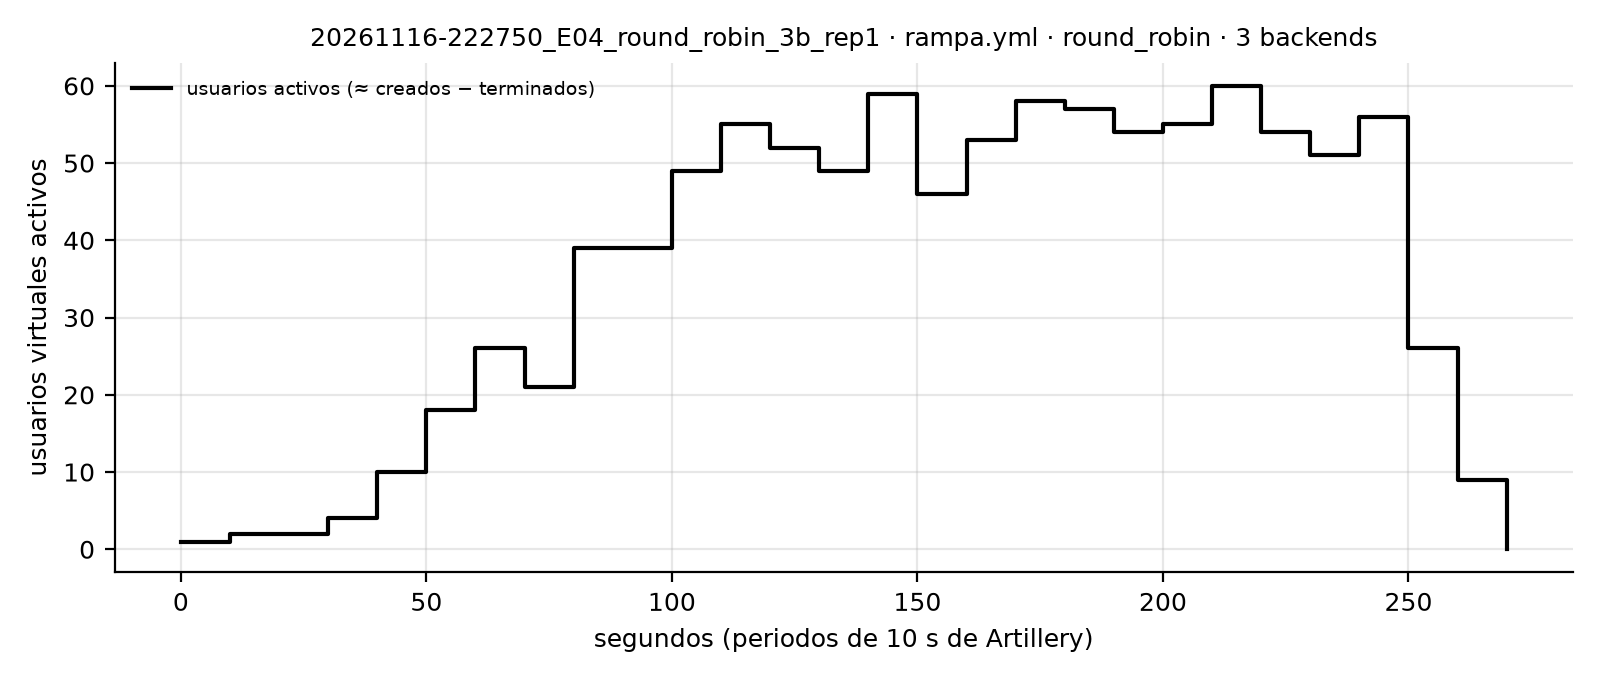 20261116-222750_E04_round_robin_3b_rep1 · rampa.yml · round_robin · 3 backends
usuarios activos (≈ creados − terminados)
usuarios virtuales activos
60
50
40
30
20
10
0
0 50 100 150 200 250
segundos (periodos de 10 s de Artillery)